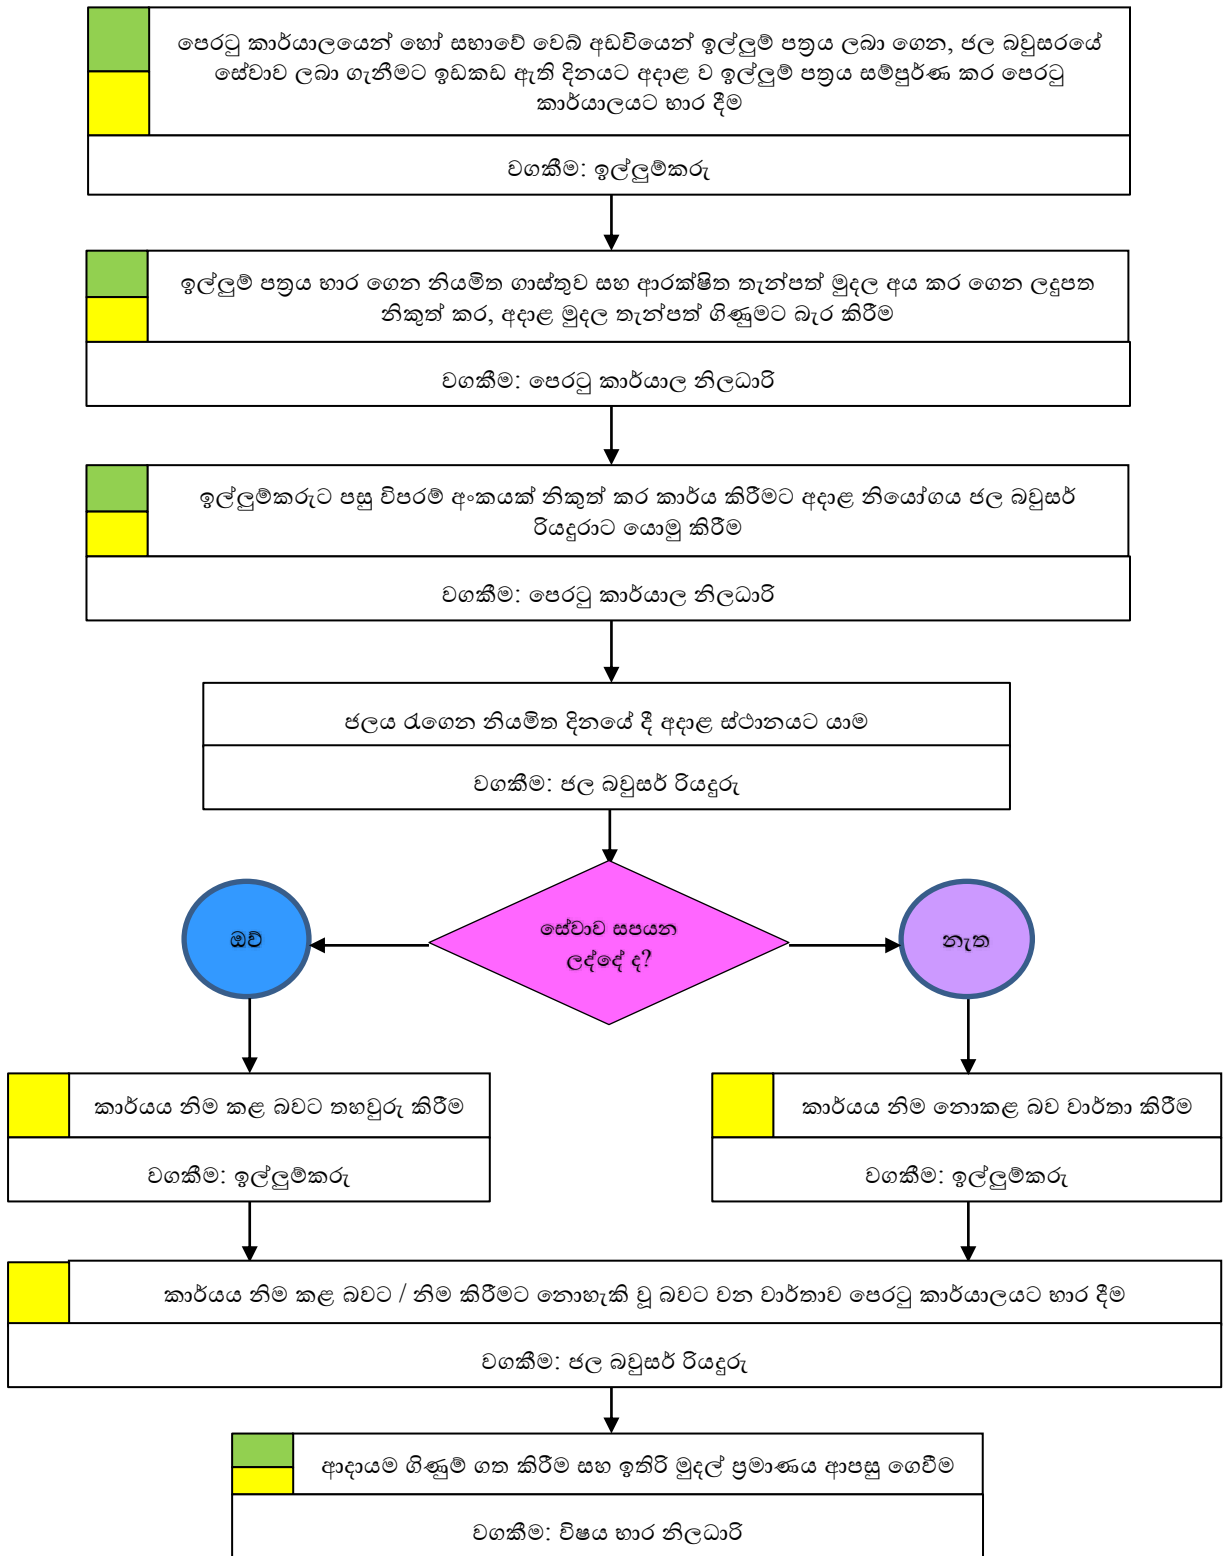 පෙරටු කාර්යාලයෙන් හෝ සභාවේ වෙබ් අඩවියෙන් ඉල්ලුම් පත්‍රය ලබා ගෙන, ජල බවුසරයේ
සේවාව ලබා ගැනීමට ඉඩකඩ ඇති දිනයට අදාළ ව ඉල්ලුම් පත්‍රය සම්පුර්ණ කර පෙරටු
කාර්යාලයට භාර දීම
වගකීම: ඉල්ලුම්කරු
ඉල්ලුම් පත්‍රය භාර ගෙන නියමිත ගාස්තුව සහ ආරක්ෂිත තැන්පත් මුදල අය කර ගෙන ලදුපත
නිකුත් කර, අදාළ මුදල තැන්පත් ගිණුමට බැර කිරීම
වගකීම: පෙරටු කාර්යාල නිලධාරි
ඉල්ලුම්කරුට පසු විපරම් අංකයක් නිකුත් කර කාර්ය කිරීමට අදාළ නියෝගය ජල බවුසර්
රියදුරාට යොමු කිරීම
වගකීම: පෙරටු කාර්යාල නිලධාරි
ජලය රැගෙන නියමිත දිනයේ දී අදාළ ස්ථානයට යාම
වගකීම: ජල බවුසර් රියදුරු
සේවාව සපයන
ලද්දේ ද?
ඔව්
නැත
කාර්යය නිම කළ බවට තහවුරු කිරීම
වගකීම: ඉල්ලුම්කරු
කාර්යය නිම නොකළ බව වාර්තා කිරීම
වගකීම: ඉල්ලුම්කරු
කාර්යය නිම කළ බවට / නිම කිරීමට නොහැකි වූ බවට වන වාර්තාව පෙරටු කාර්යාලයට භාර දීම
වගකීම: ජල බවුසර් රියදුරු
ආදායම ගිණුම් ගත කිරීම සහ ඉතිරි මුදල් ප්‍රමාණය ආපසු ගෙවීම
වගකීම: විෂය භාර නිලධාරි